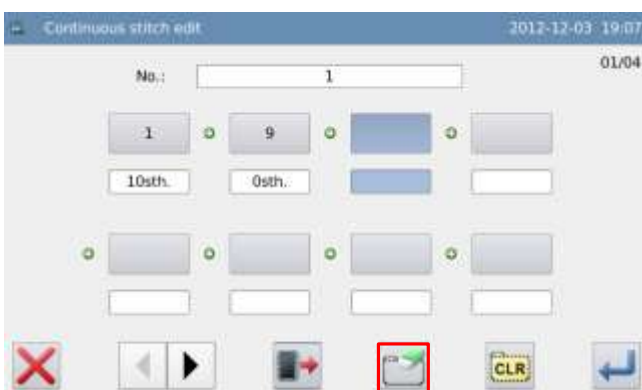 Continuous stitch edit 2012-12-03 19:07
01/04
No.: 1
1 9
10sth. 0sth.
CLR